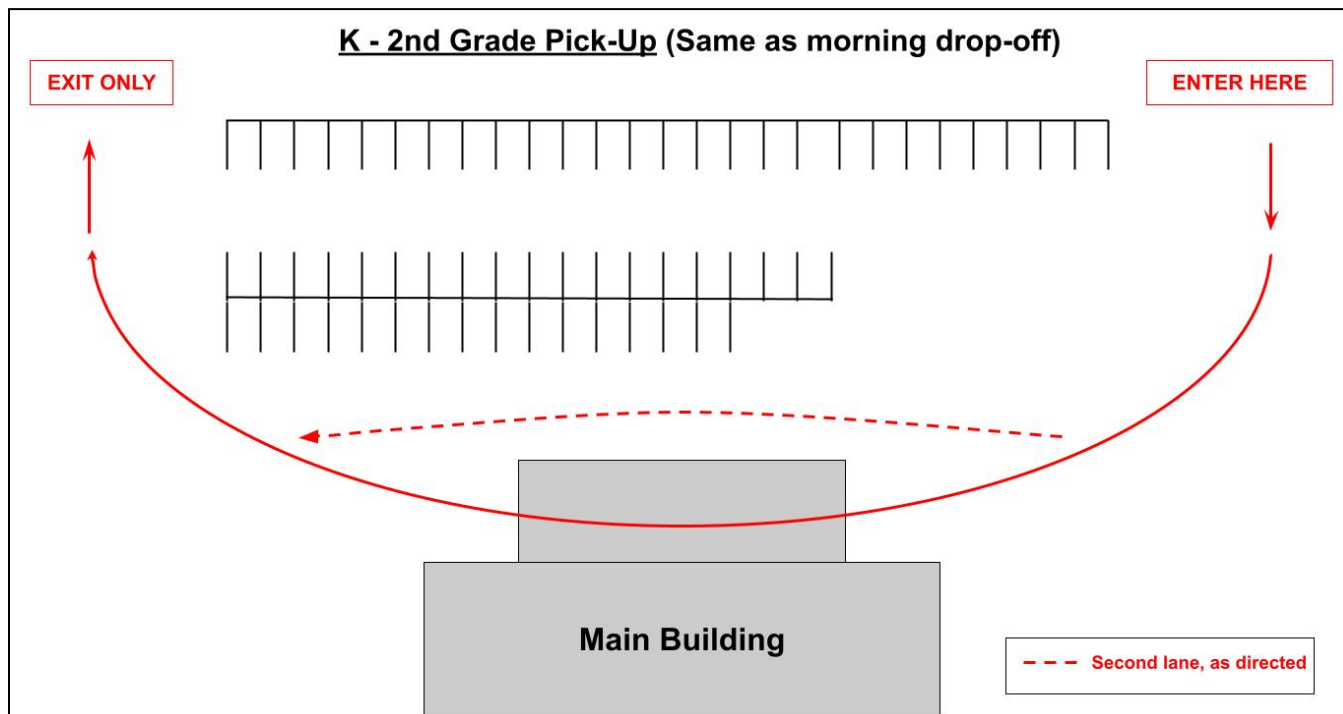 K - 2nd Grade Pick-Up (Same as morning drop-off)
EXIT ONLY
ENTER HERE
Main Building
Second lane, as directed